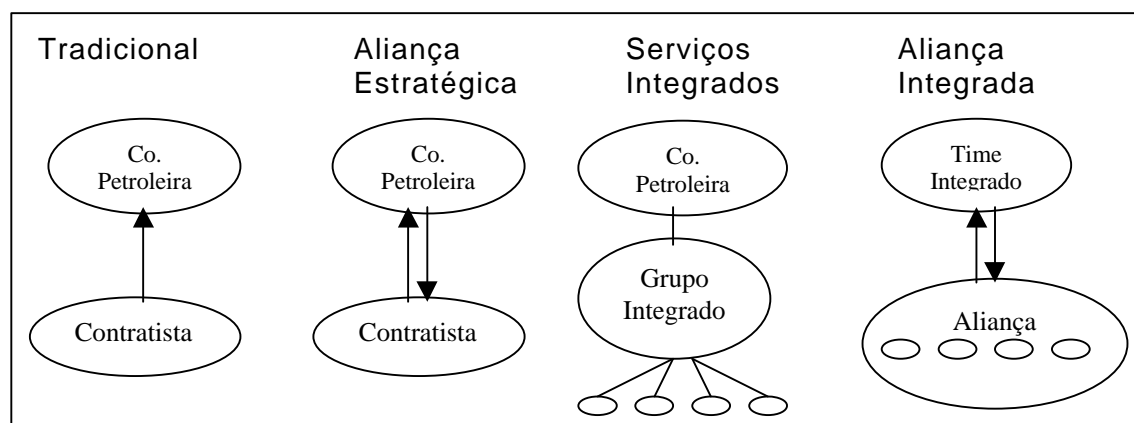 Tradicional
Aliança
Estratégica
Serviços
Integrados
Aliança
Integrada
Co.
Petroleira
Contratista
Co.
Petroleira
Contratista
Co.
Petroleira
Grupo
Integrado
Time
Integrado
Aliança